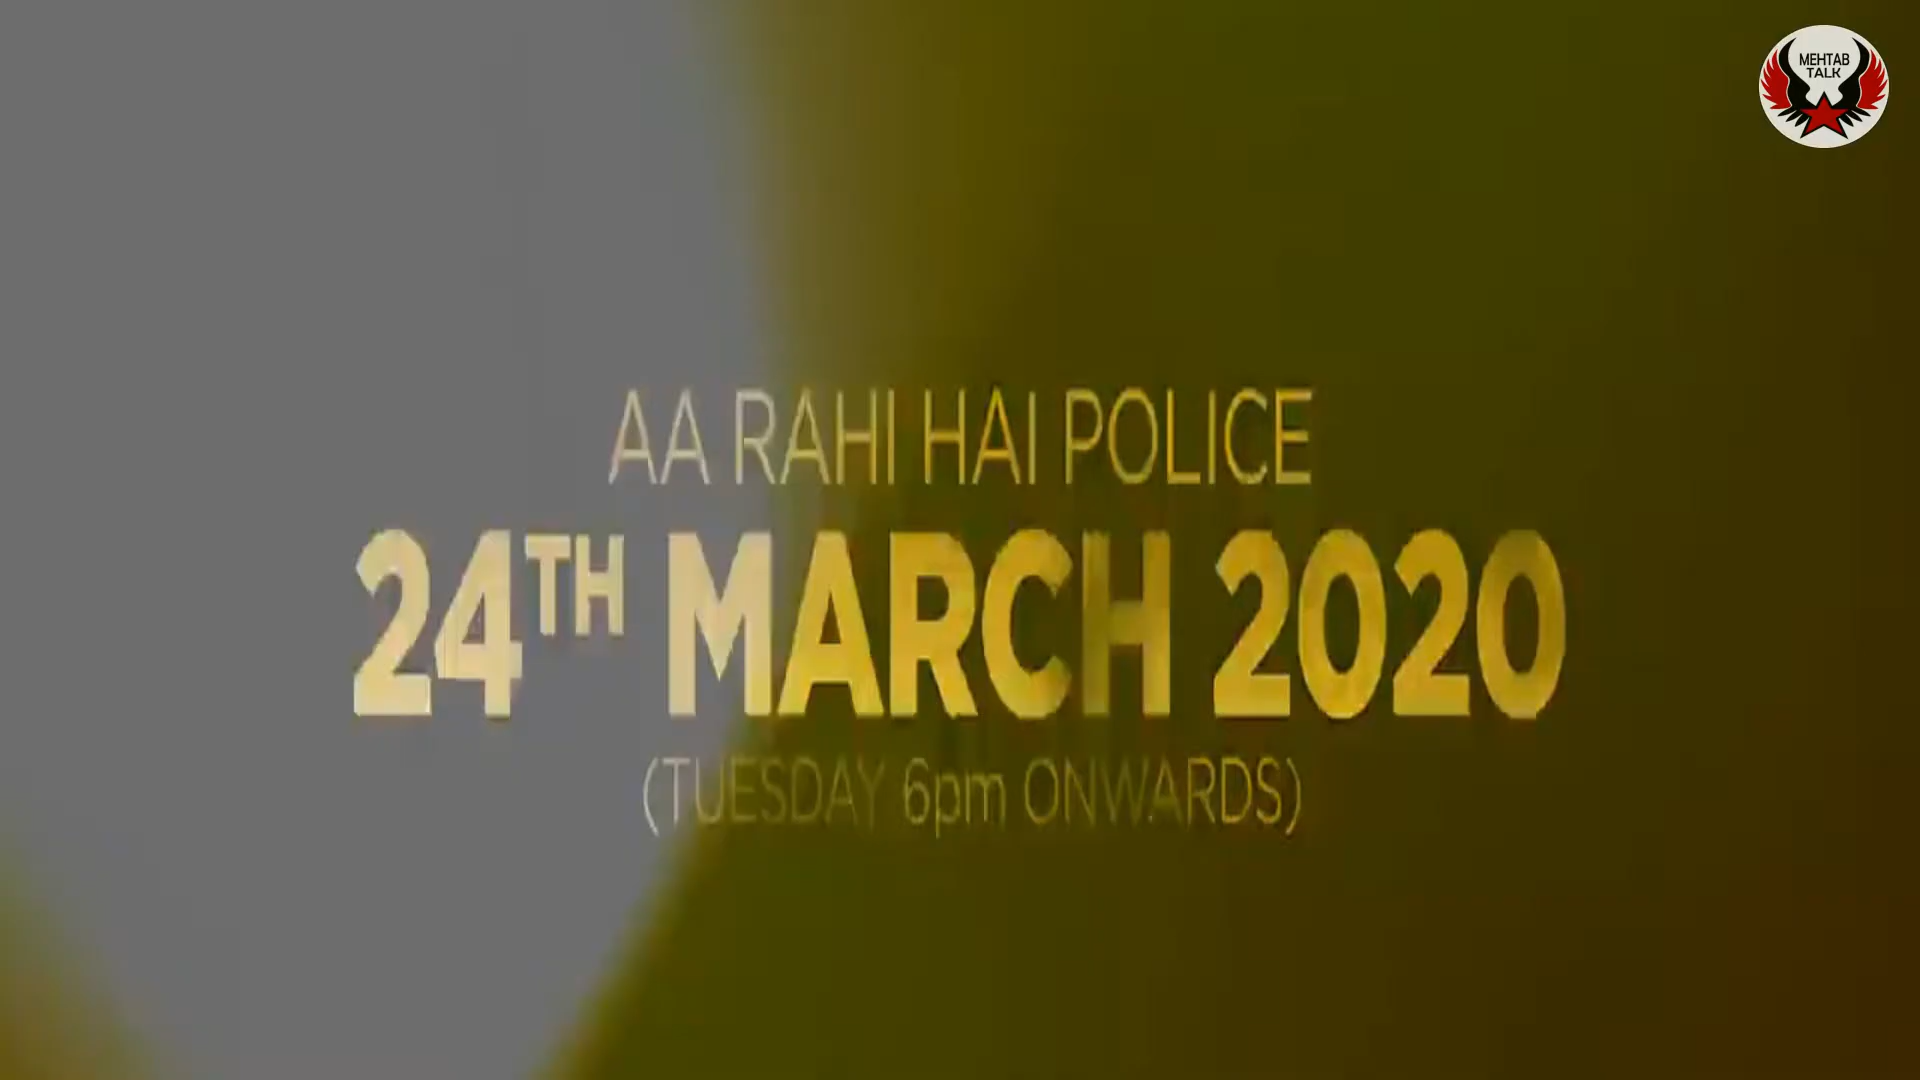 MEHTAB
TALK
AA RAHI HAI POLICE
24TH MARCH 2020
(TUESDAY 6pm ONWARDS)